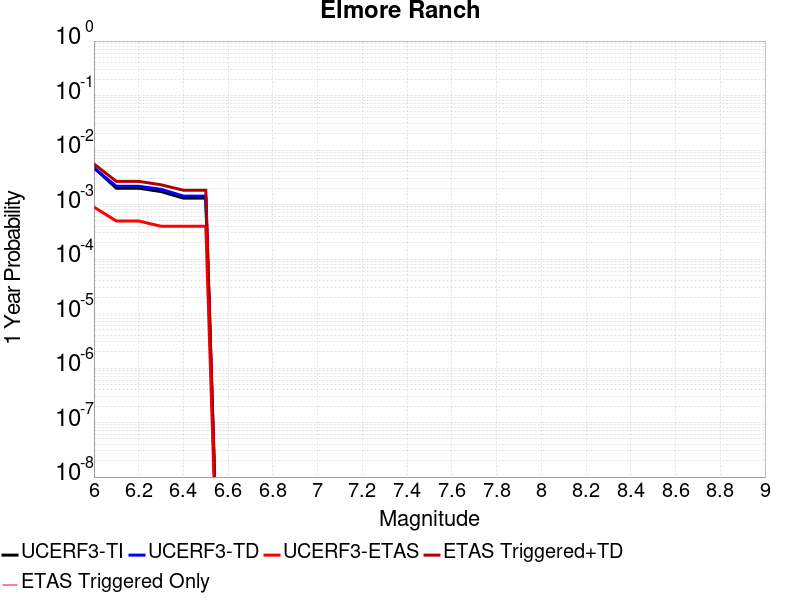 Elmore Ranch
10^0
10^-1
10^-2
10^-3
10^-4
10^-5
10^-6
10^-7
10^-8
1 Year Probability
6 6.2 6.4 6.6 6.8 7 7.2 7.4 7.6 7.8 8 8.2 8.4 8.6 8.8 9
Magnitude
UCERF3-TI UCERF3-TD UCERF3-ETAS ETAS Triggered+TD
ETAS Triggered Only